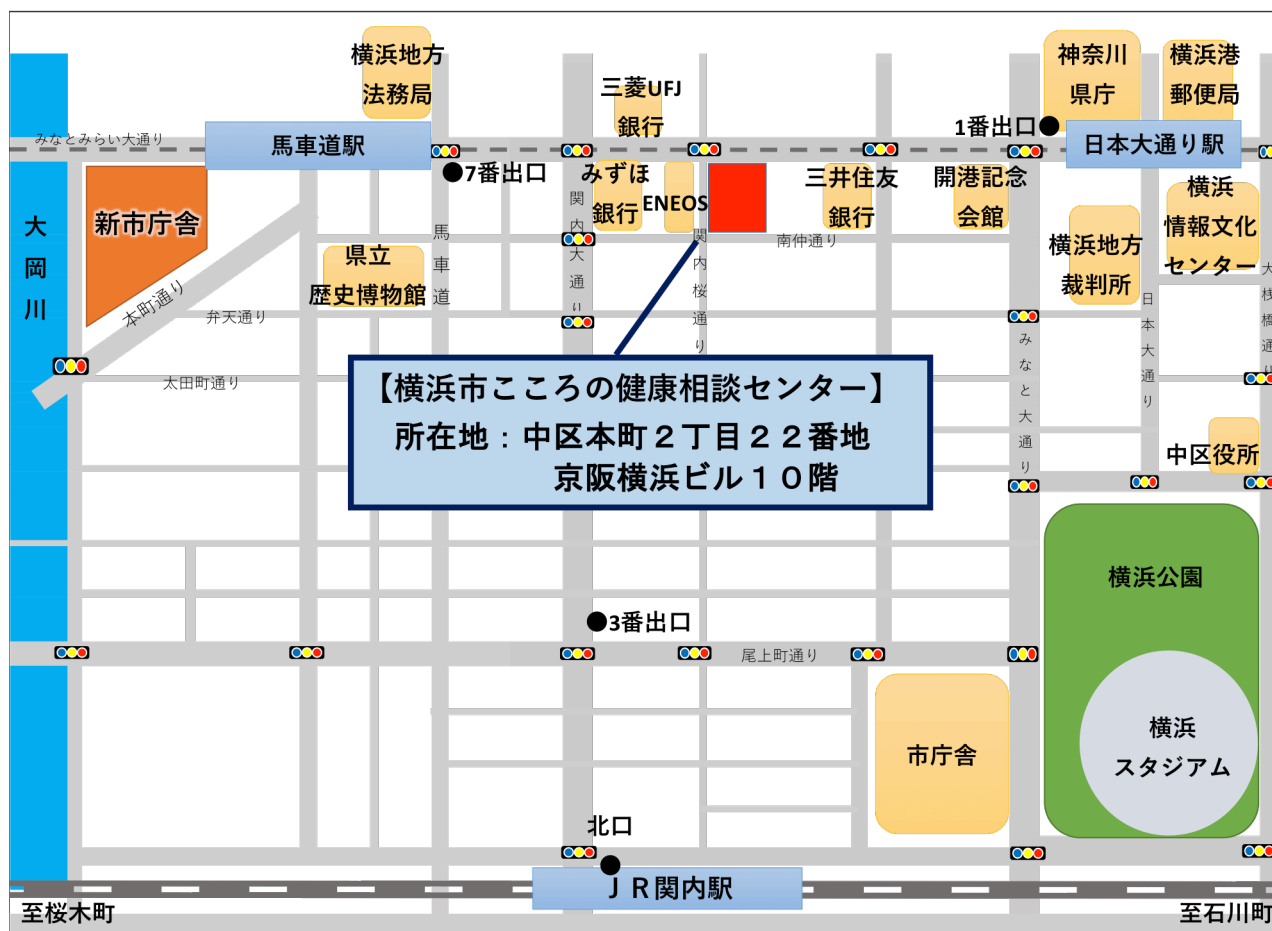 横浜地方
法務局
三菱UFJ
銀行
神奈川
県庁
横浜港
郵便局
1番出口
みなとみらい大通り
馬車道駅
日本大通り駅
7番出口
みずほ
銀行
ENEOS
三井住友
銀行
開港記念
会館
横浜
情報文化
センター
新市庁舎
大岡川
関内大通り
馬車道
関内桜通り
南仲通り
横浜地方
裁判所
県立
歴史博物館
本町通り
弁天通り
日本大通り
大桟橋通り
みなと大通り
太田町通り
【横浜市こころの健康相談センター】
所在地:中区本町2丁目22番地
京阪横浜ビル10階
中区役所
横浜公園
3番出口
尾上町通り
市庁舎
横浜
スタジアム
北口
JR関内駅
至桜木町
至石川町